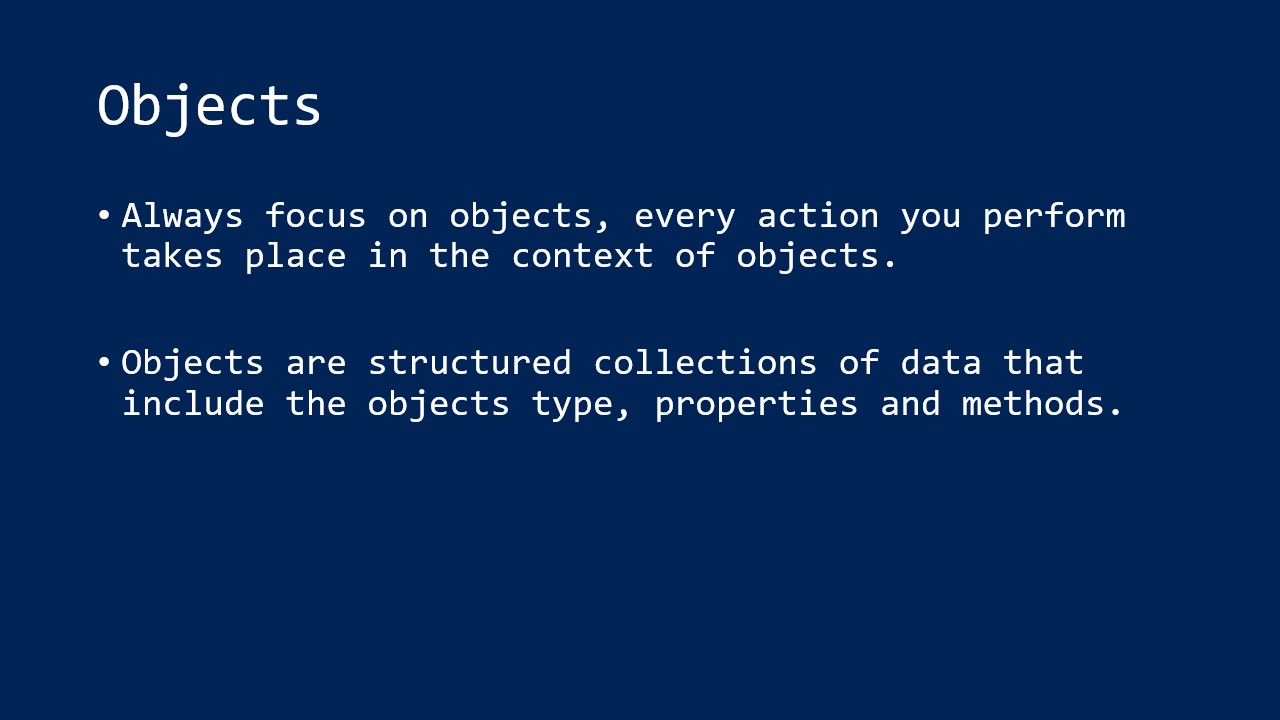 Objects
• Always focus on objects, every action you perform
takes place in the context of objects.
• Objects are structured collections of data that
include the objects type, properties and methods.